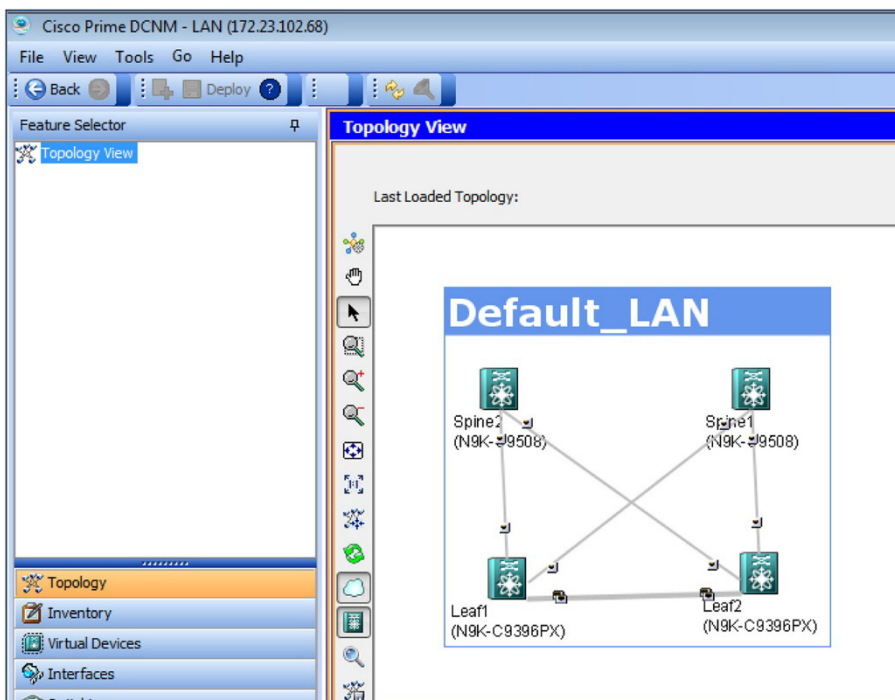 Cisco Prime DCNM - LAN (172.23.102.68)
File View Tools Go Help
Back Deploy ?
Feature Selector
Topology View
Topology View
Last Loaded Topology:
Default_LAN
Spine2
(N9K- 9508)
Spine1
(N9K- 9508)
Leaf1
(N9K-C9396PX)
Leaf2
(N9K-C9396PX)
Topology
Inventory
Virtual Devices
Interfaces